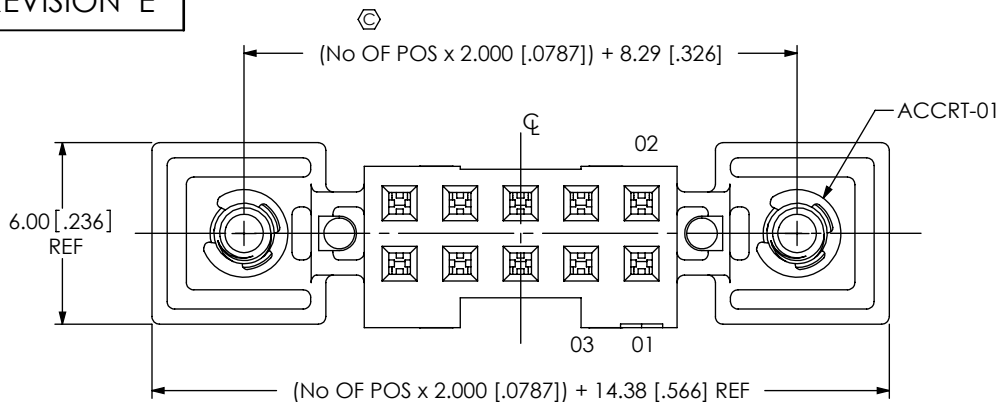 REVISION E
C
(No OF POS x 2.000 [.0787]) + 8.29 [.326]
ACCRT-01
℄
02
6.00 [.236]
REF
03
01
(No OF POS x 2.000 [.0787]) + 14.38 [.566] REF